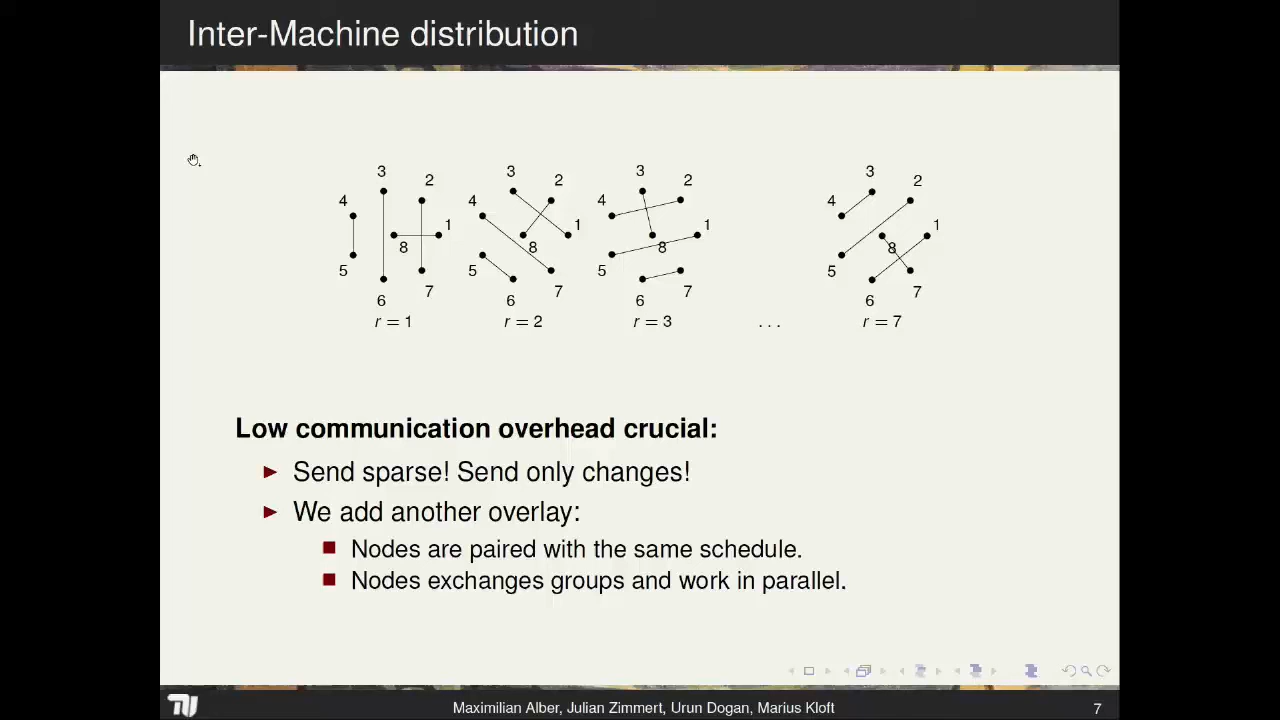 Inter-Machine distribution
3 2 4 1 8 5 7 6
r = 1
3 2 4 1 8 5 7 6
r = 2
3 2 4 1 8 5 7 6
r = 3
. . .
3 2 4 1 8 5 7 6
r = 7
Low communication overhead crucial:
Send sparse! Send only changes!
We add another overlay:
Nodes are paired with the same schedule.
Nodes exchanges groups and work in parallel.
Maximilian Alber, Julian Zimmert, Urun Dogan, Marius Kloft
7